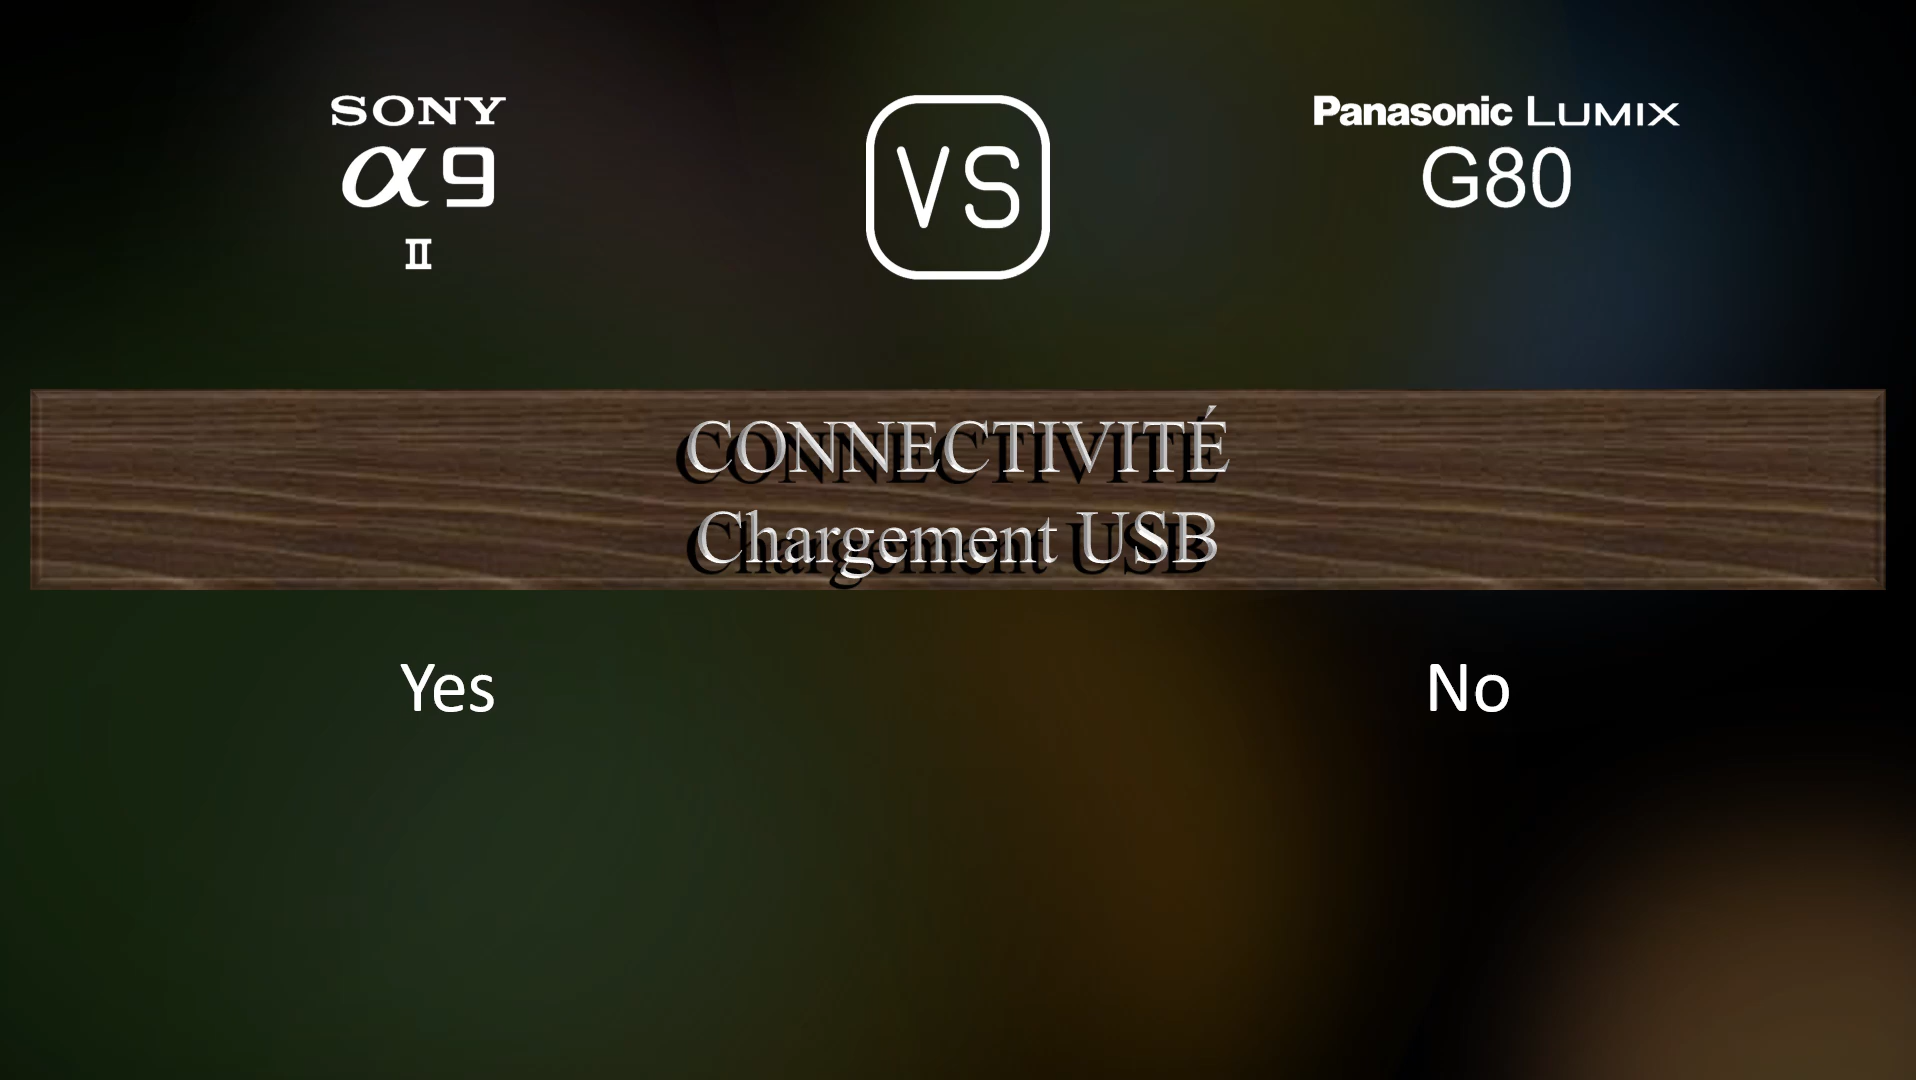 SONY
α9
II
VS
Panasonic LUMIX
G80
CONNECTIVITÉ
Chargement USB
Yes
No